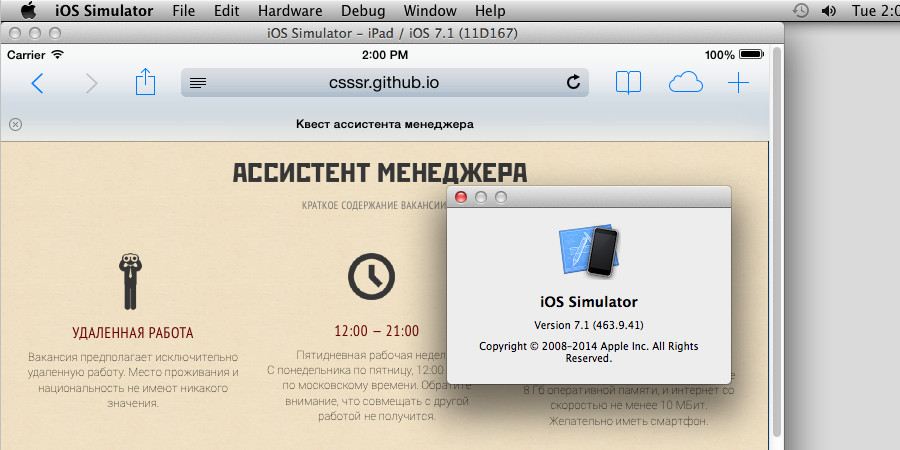 iOS Simulator File Edit Hardware Debug Window Help Tue 2:0
iOS Simulator – iPad / iOS 7.1 (11D167)
Carrier 2:00 PM 100%
csssr.github.io
Квест ассистента менеджера
АССИСТЕНТ МЕНЕДЖЕРА
КРАТКОЕ СОДЕРЖАНИЕ ВАКАНСИИ
УДАЛЕННАЯ РАБОТА
Вакансия предполагает исключительно
удаленную работу. Место проживания и
национальность не имеют никакого
значения.
12:00 – 21:00
Пятидневная рабочая недел
С понедельника по пятницу, 12:00
по московскому времени. Обратите
внимание, что совмещать с другой
работой не получится.
8 Гб оперативной памяти, и интернет со
скоростью не менее 10 МБит.
Желательно иметь смартфон.
iOS Simulator
Version 7.1 (463.9.41)
Copyright © 2008–2014 Apple Inc. All Rights
Reserved.